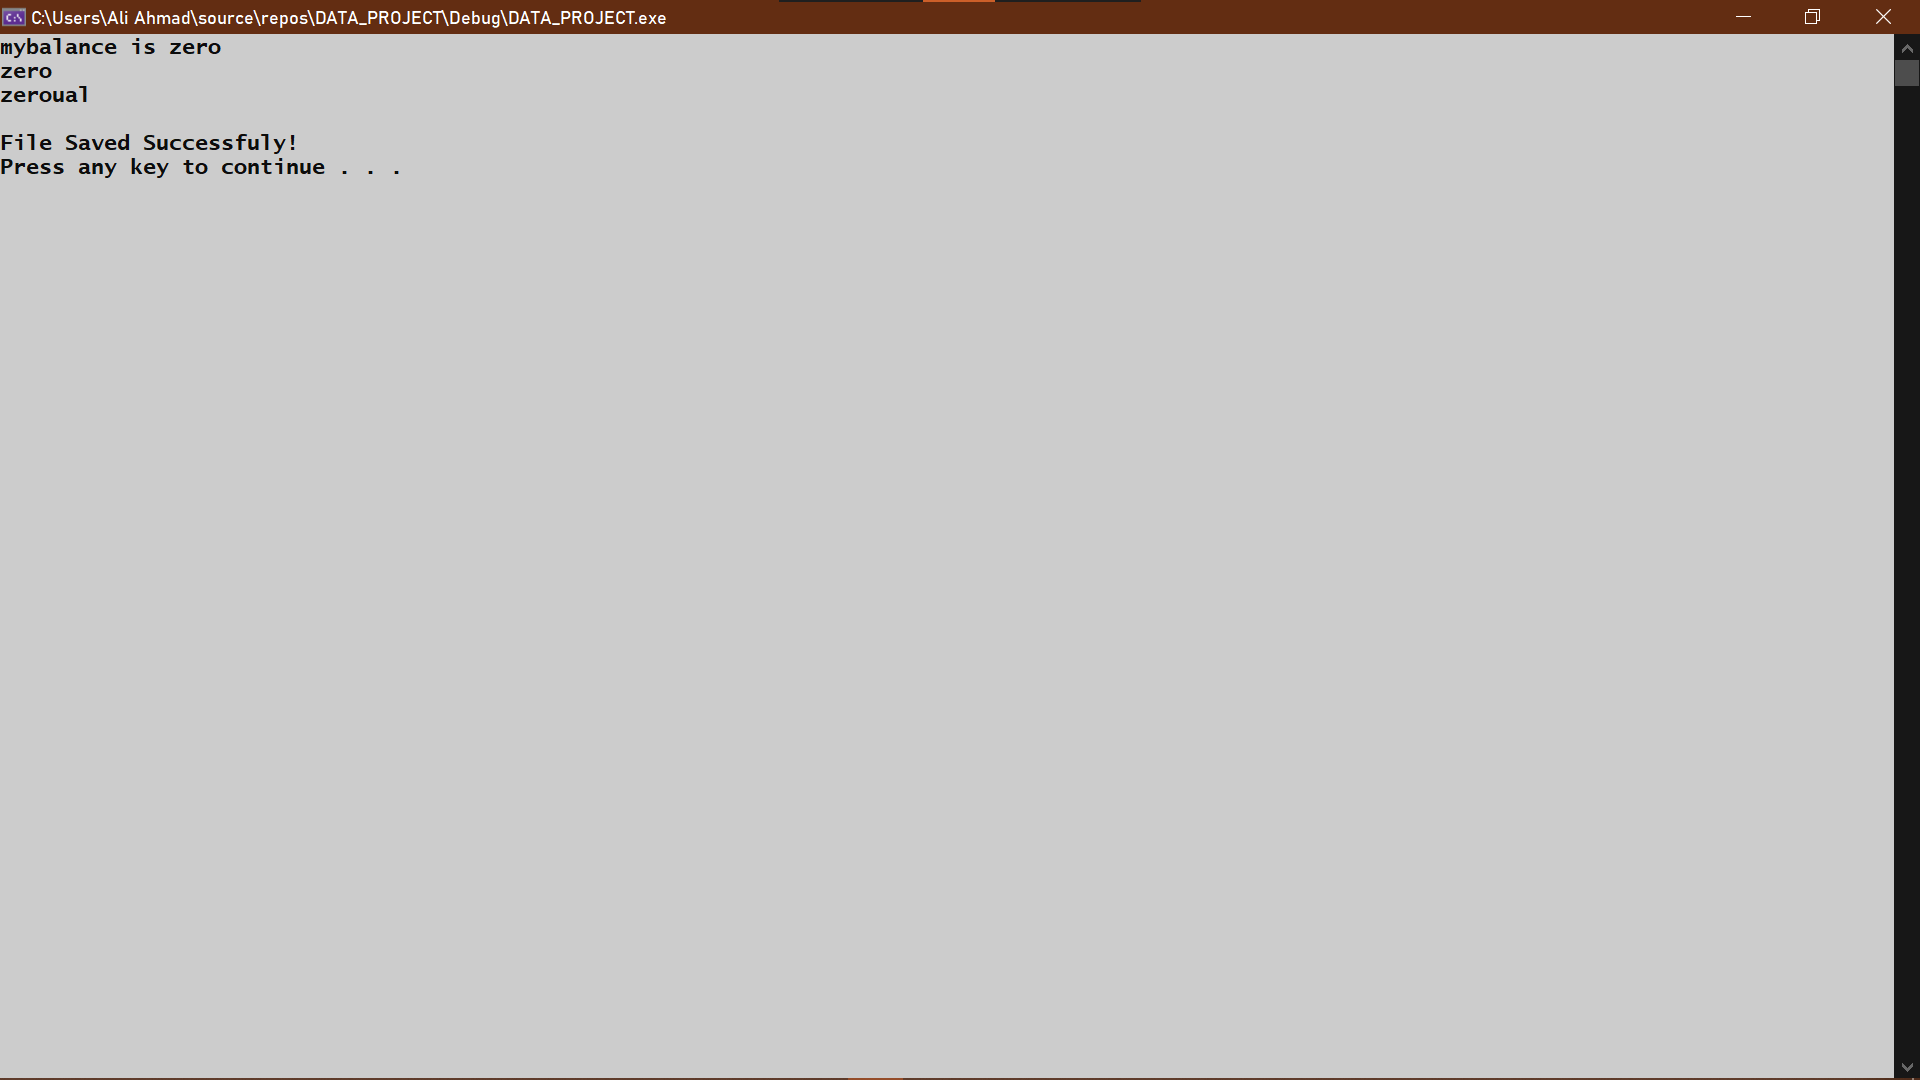 C:\Users\Ali Ahmad\source\repos\DATA_PROJECT\Debug\DATA_PROJECT.exe
mybalance is zero
zero
zeroual
File Saved Successfuly!
Press any key to continue . . .